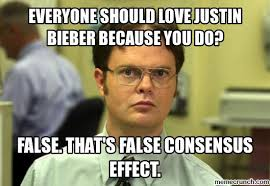 EVERYONE SHOULD LOVE JUSTIN
BIEBER BECAUSE YOU DO?
FALSE. THAT'S FALSE CONSENSUS
EFFECT.
memecrunch.com